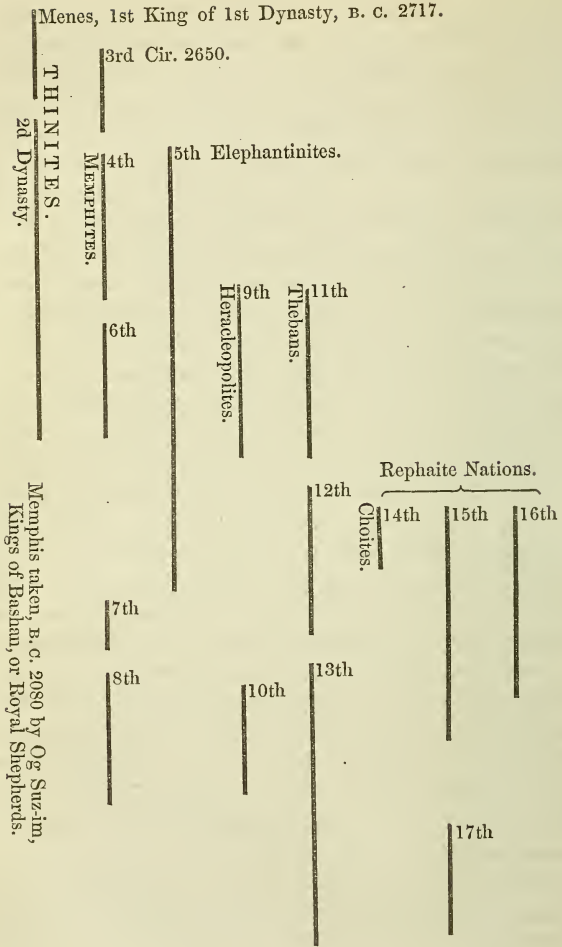 Menes, 1st King of 1st Dynasty, B. C. 2717.
3rd Cir. 2650.
THINITES.
2d Dynasty.
MEMPHITES.
4th
5th Elephantinites.
6th
Heracleopolites.
9th
Thebans.
11th
Rephaite Nations.
12th
Choites.
14th
15th
16th
Memphis taken, B. C. 2080 by Og Suz-im,
Kings of Bashan, or Royal Shepherds.
7th
8th
10th
13th
17th